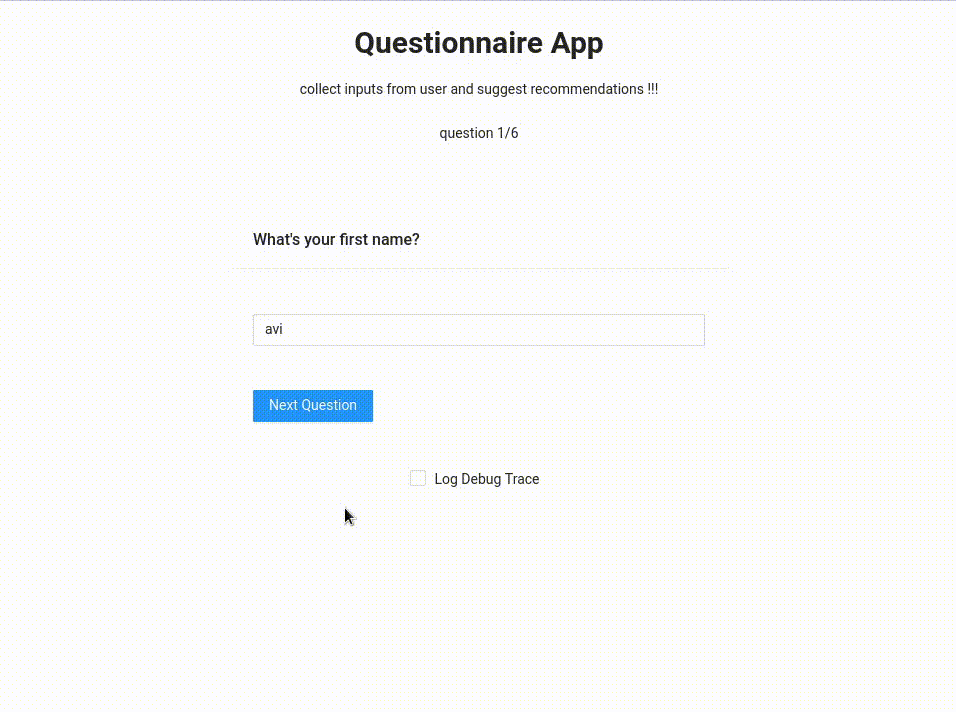 Questionnaire App
collect inputs from user and suggest recommendations !!!
question 1/6
What's your first name?
avi
Next Question
Log Debug Trace